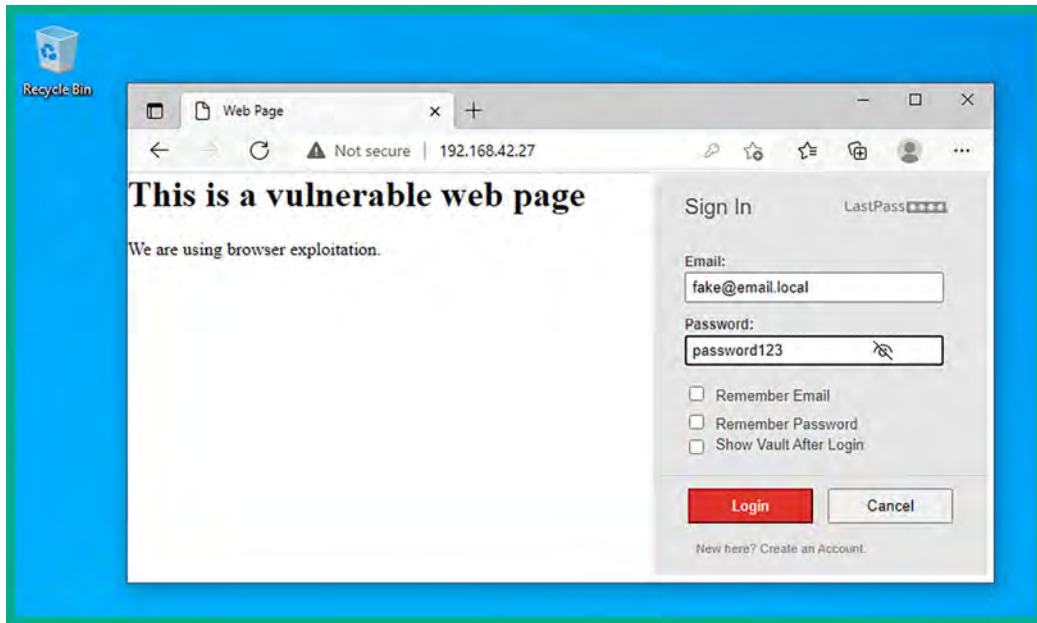 Recycle Bin
Web Page
Not secure | 192.168.42.27
This is a vulnerable web page
We are using browser exploitation.
Sign In
LastPass
Email:
fake@email.local
Password:
password123
Remember Email
Remember Password
Show Vault After Login
Login
Cancel
New here? Create an Account.